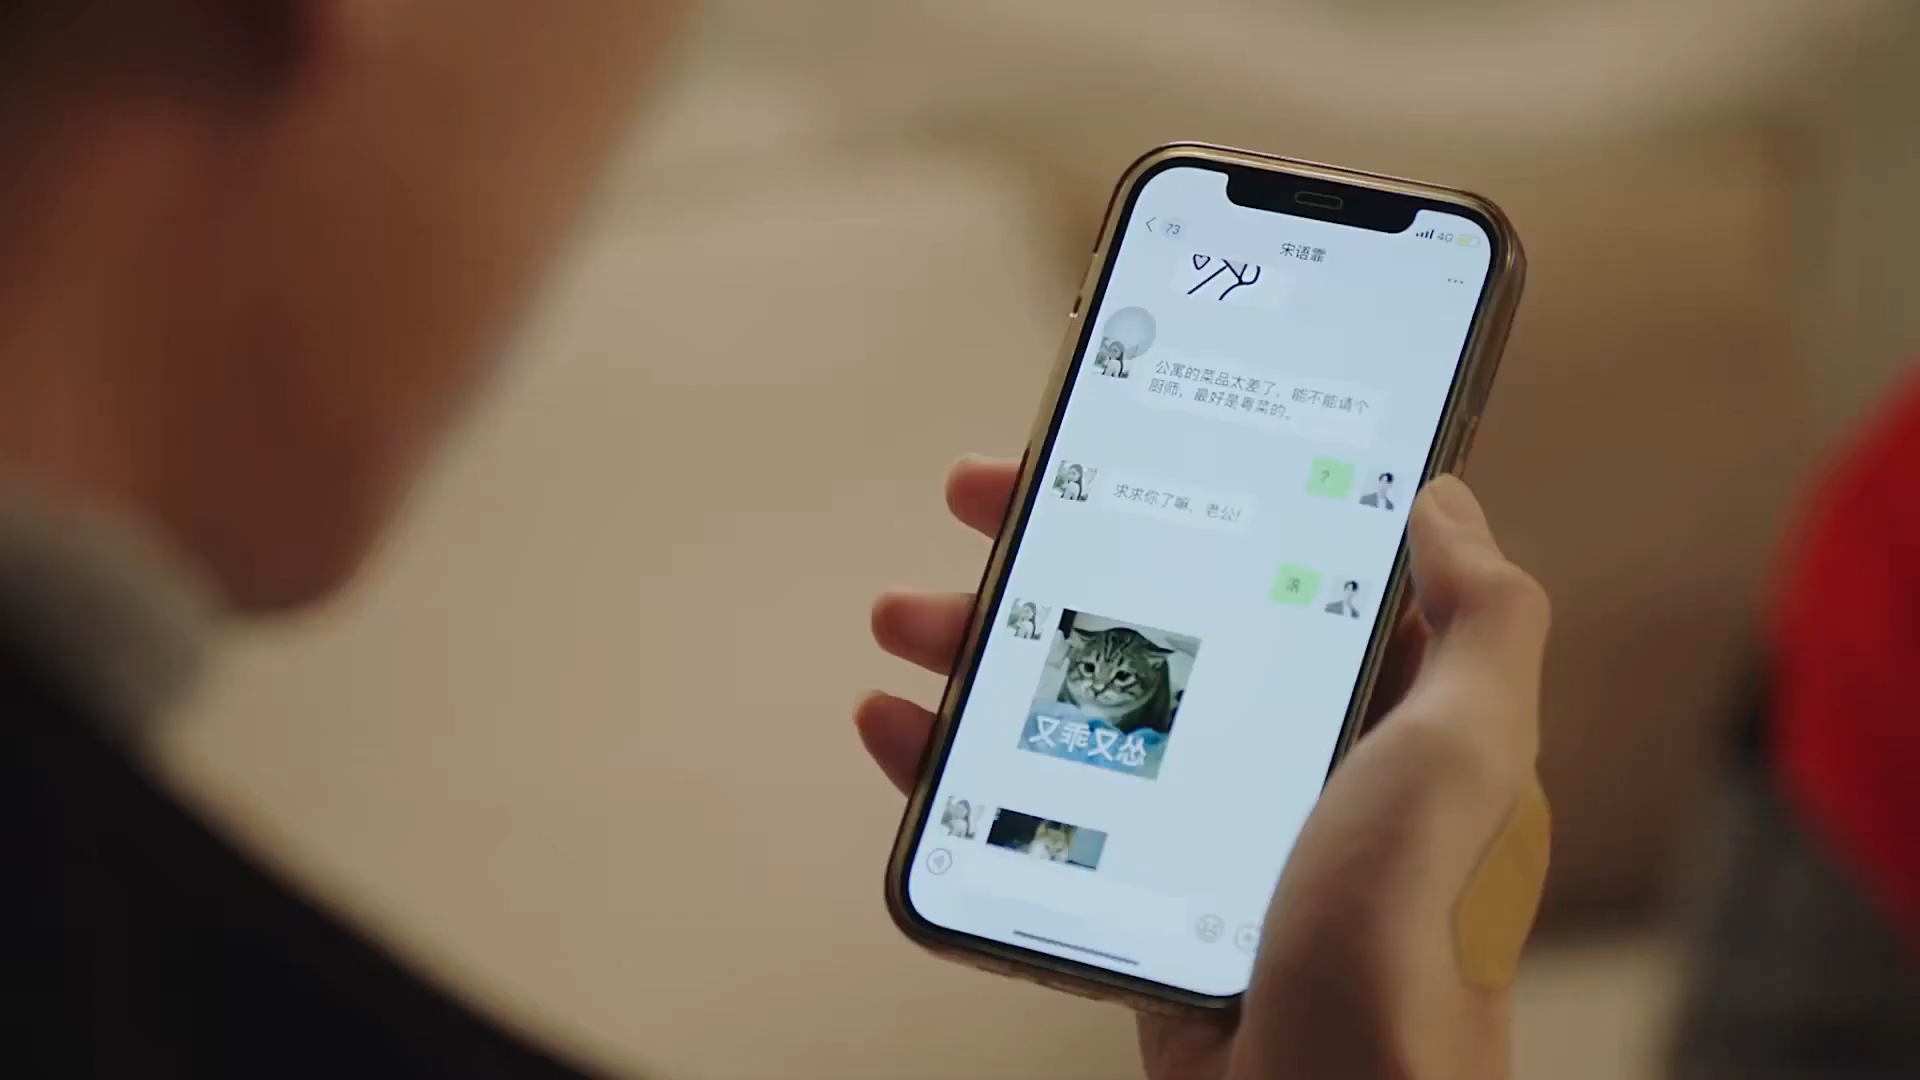 73
4G
宋语霏
公寓的菜品太差了，能不能请个
厨师，最好是粤菜的。
?
求求你了嘛，老公!
滚
又乖又怂